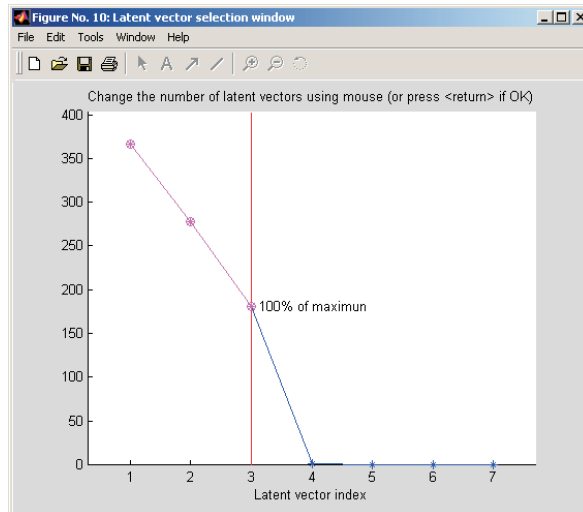 Figure No. 10: Latent vector selection window
File Edit Tools Window Help
A
Change the number of latent vectors using mouse (or press <return> if OK)
400
350
300
250
200
150
100
50
0
100% of maximun
1 2 3 4 5 6 7
Latent vector index